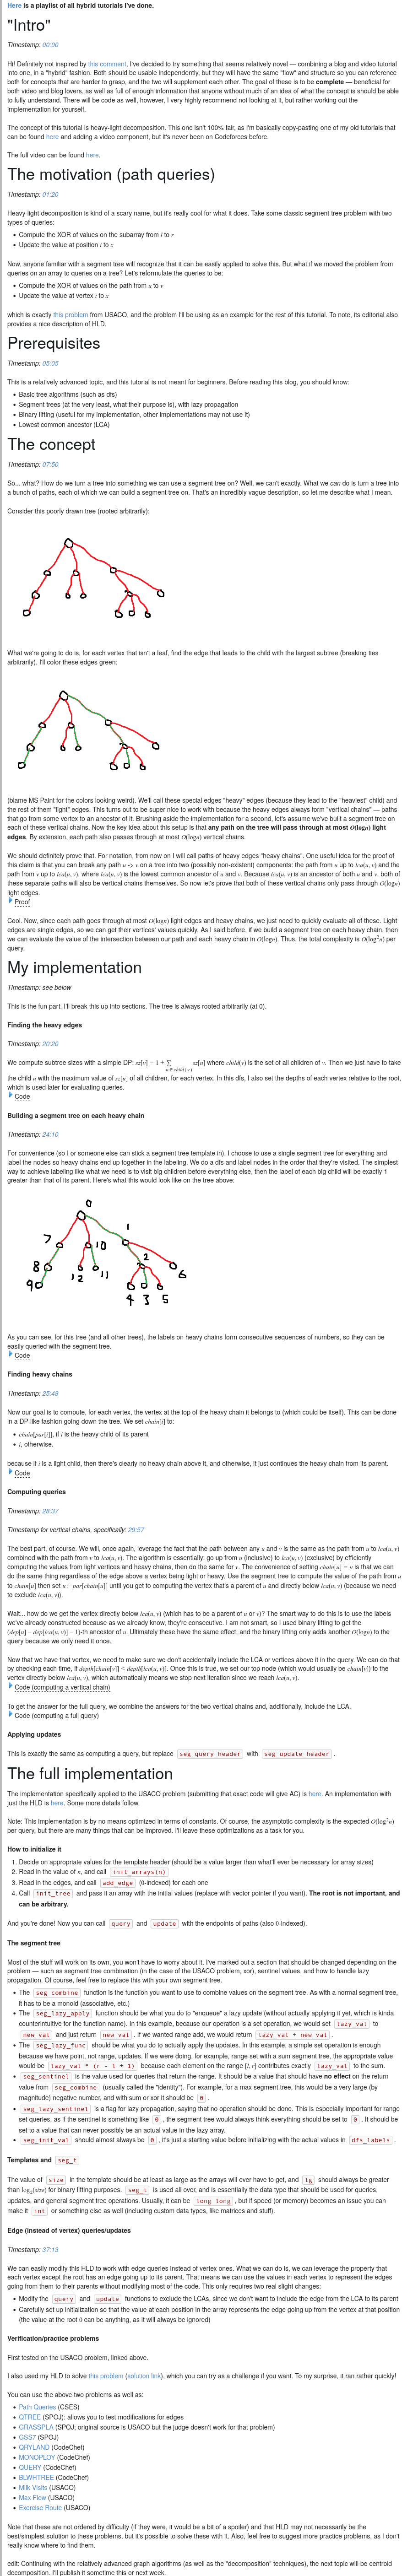 Here is a playlist of all hybrid tutorials I've done.
"Intro"
Timestamp: 00:00
Hi! Definitely not inspired by this comment, I've decided to try something that seems relatively novel — combining a blog and video tutorial
into one, in a "hybrid" fashion. Both should be usable independently, but they will have the same "flow" and structure so you can reference
both for concepts that are harder to grasp, and the two will supplement each other. The goal of these is to be complete — beneficial for
both video and blog lovers, as well as full of enough information that anyone without much of an idea of what the concept is should be able
to fully understand. There will be code as well, however, I very highly recommend not looking at it, but rather working out the
implementation for yourself.
The concept of this tutorial is heavy-light decomposition. This one isn't 100% fair, as I'm basically copy-pasting one of my old tutorials that
can be found here and adding a video component, but it's never been on Codeforces before.
The full video can be found here.
The motivation (path queries)
Timestamp: 01:20
Heavy-light decomposition is kind of a scary name, but it's really cool for what it does. Take some classic segment tree problem with two
types of queries:
• Compute the XOR of values on the subarray from l to r
• Update the value at position i to x
Now, anyone familiar with a segment tree will recognize that it can be easily applied to solve this. But what if we moved the problem from
queries on an array to queries on a tree? Let's reformulate the queries to be:
• Compute the XOR of values on the path from u to v
• Update the value at vertex i to x
which is exactly this problem from USACO, and the problem I'll be using as an example for the rest of this tutorial. To note, its editorial also
provides a nice description of HLD.
Prerequisites
Timestamp: 05:05
This is a relatively advanced topic, and this tutorial is not meant for beginners. Before reading this blog, you should know:
• Basic tree algorithms (such as dfs)
• Segment trees (at the very least, what their purpose is), with lazy propagation
• Binary lifting (useful for my implementation, other implementations may not use it)
• Lowest common ancestor (LCA)
The concept
Timestamp: 07:50
So... what? How do we turn a tree into something we can use a segment tree on? Well, we can't exactly. What we can do is turn a tree into
a bunch of paths, each of which we can build a segment tree on. That's an incredibly vague description, so let me describe what I mean.
Consider this poorly drawn tree (rooted arbitrarily):
What we're going to do is, for each vertex that isn't a leaf, find the edge that leads to the child with the largest subtree (breaking ties
arbitrarily). I'll color these edges green:
(blame MS Paint for the colors looking weird). We'll call these special edges "heavy" edges (because they lead to the "heaviest" child) and
the rest of them "light" edges. This turns out to be super nice to work with because the heavy edges always form "vertical chains" — paths
that go from some vertex to an ancestor of it. Brushing aside the implementation for a second, let's assume we've built a segment tree on
each of these vertical chains. Now the key idea about this setup is that any path on the tree will pass through at most O(log n) light
edges. By extension, each path also passes through at most O(log n) vertical chains.
We should definitely prove that. For notation, from now on I will call paths of heavy edges "heavy chains". One useful idea for the proof of
this claim is that you can break any path u -> v on a tree into two (possibly non-existent) components: the path from u up to lca(u, v) and the
path from v up to lca(u, v), where lca(u, v) is the lowest common ancestor of u and v. Because lca(u, v) is an ancestor of both u and v, both of
these separate paths will also be vertical chains themselves. So now let's prove that both of these vertical chains only pass through O(log n)
light edges.
Proof
Cool. Now, since each path goes through at most O(log n) light edges and heavy chains, we just need to quickly evaluate all of these. Light
edges are single edges, so we can get their vertices' values quickly. As I said before, if we build a segment tree on each heavy chain, then
we can evaluate the value of the intersection between our path and each heavy chain in O(log n). Thus, the total complexity is O(log²n) per
query.
My implementation
Timestamp: see below
This is the fun part. I'll break this up into sections. The tree is always rooted arbitrarily (at 0).
Finding the heavy edges
Timestamp: 20:20
We compute subtree sizes with a simple DP: sz[v] = 1 + ∑ u∈child(v) sz[u] where child(v) is the set of all children of v. Then we just have to take
the child u with the maximum value of sz[u] of all children, for each vertex. In this dfs, I also set the depths of each vertex relative to the root,
which is used later for evaluating queries.
Code
Building a segment tree on each heavy chain
Timestamp: 24:10
For convenience (so I or someone else can stick a segment tree template in), I choose to use a single segment tree for everything and
label the nodes so heavy chains end up together in the labeling. We do a dfs and label nodes in the order that they're visited. The simplest
way to achieve labeling like what we need is to visit big children before everything else, then the label of each big child will be exactly 1
greater than that of its parent. Here's what this would look like on the tree above:
0
7 1
8 10 2
9 12 11 6
4 3 5
As you can see, for this tree (and all other trees), the labels on heavy chains form consecutive sequences of numbers, so they can be
easily queried with the segment tree.
Code
Finding heavy chains
Timestamp: 25:48
Now our goal is to compute, for each vertex, the vertex at the top of the heavy chain it belongs to (which could be itself). This can be done
in a DP-like fashion going down the tree. We set chain[i] to:
• chain[par[i]], if i is the heavy child of its parent
• i, otherwise.
because if i is a light child, then there's clearly no heavy chain above it, and otherwise, it just continues the heavy chain from its parent.
Code
Computing queries
Timestamp: 28:37
Timestamp for vertical chains, specifically: 29:57
The best part, of course. We will, once again, leverage the fact that the path between any u and v is the same as the path from u to lca(u, v)
combined with the path from v to lca(u, v). The algorithm is essentially: go up from u (inclusive) to lca(u, v) (exclusive) by efficiently
computing the values from light vertices and heavy chains, then do the same for v. The convenience of setting chain[u] = u is that we can
do the same thing regardless of the edge above a vertex being light or heavy. Use the segment tree to compute the value of the path from u
to chain[u] then set u := par[chain[u]] until you get to computing the vertex that's a parent of u and directly below lca(u, v) (because we need
to exclude lca(u, v)).
Wait... how do we get the vertex directly below lca(u, v) (which has to be a parent of u or v)? The smart way to do this is to use the labels
we've already constructed because as we already know, they're consecutive. I am not smart, so I used binary lifting to get the
(dep[u] − dep[lca(u, v)] − 1)-th ancestor of u. Ultimately these have the same effect, and the binary lifting only adds another O(log n) to the
query because we only need it once.
Now that we have that vertex, we need to make sure we don't accidentally include the LCA or vertices above it in the query. We can do that
by checking each time, if depth[chain[v]] ≤ depth[lca(u, v)]. Once this is true, we set our top node (which would usually be chain[v]) to the
vertex directly below lca(u, v), which automatically means we stop next iteration since we reach lca(u, v).
Code (computing a vertical chain)
To get the answer for the full query, we combine the answers for the two vertical chains and, additionally, include the LCA.
Code (computing a full query)
Applying updates
This is exactly the same as computing a query, but replace seg_query_header with seg_update_header.
The full implementation
The implementation specifically applied to the USACO problem (submitting that exact code will give AC) is here. An implementation with
just the HLD is here. Some more details follow.
Note: This implementation is by no means optimized in terms of constants. Of course, the asymptotic complexity is the expected O(log²n)
per query, but there are many things that can be improved. I'll leave these optimizations as a task for you.
How to initialize it
1. Decide on appropriate values for the template header (should be a value larger than what'll ever be necessary for array sizes)
2. Read in the value of n, and call init_arrays(n)
3. Read in the edges, and call add_edge (0-indexed) for each one
4. Call init_tree and pass it an array with the initial values (replace with vector pointer if you want). The root is not important, and
can be arbitrary.
And you're done! Now you can call query and update with the endpoints of paths (also 0-indexed).
The segment tree
Most of the stuff will work on its own, you won't have to worry about it. I've marked out a section that should be changed depending on the
problem — such as segment tree combination (in the case of the USACO problem, xor), sentinel values, and how to handle lazy
propagation. Of course, feel free to replace this with your own segment tree.
• The seg_combine function is the function you want to use to combine values on the segment tree. As with a normal segment tree,
it has to be a monoid (associative, etc.)
• The seg_lazy_apply function should be what you do to "enqueue" a lazy update (without actually applying it yet, which is kinda
counterintuitive for the function name). In this example, because our update operation is a set operation, we would set lazy_val to
new_val and just return new_val. If we wanted range add, we would return lazy_val + new_val.
• The seg_lazy_func should be what you do to actually apply the updates. In this example, a simple set operation is enough
because we have point, not range, updates. If we were doing, for example, range set with a sum segment tree, the appropriate value
would be lazy_val * (r - l + 1) because each element in the range [l, r] contributes exactly lazy_val to the sum.
• seg_sentinel is the value used for queries that return out of range. It should be a value that should have no effect on the return
value from seg_combine (usually called the "identity"). For example, for a max segment tree, this would be a very large (by
magnitude) negative number, and with sum or xor it should be 0.
• seg_lazy_sentinel is a flag for lazy propagation, saying that no operation should be done. This is especially important for range
set queries, as if the sentinel is something like 0, the segment tree would always think everything should be set to 0. It should be
set to a value that can never possibly be an actual value in the lazy array.
• seg_init_val should almost always be 0, it's just a starting value before initializing with the actual values in dfs_labels.
Templates and seg_t
The value of size in the template should be at least as large as the arrays will ever have to get, and lg should always be greater
than log₂(size) for binary lifting purposes. seg_t is used all over, and is essentially the data type that should be used for queries,
updates, and general segment tree operations. Usually, it can be long long, but if speed (or memory) becomes an issue you can
make it int or something else as well (including custom data types, like matrices and stuff).
Edge (instead of vertex) queries/updates
Timestamp: 37:13
We can easily modify this HLD to work with edge queries instead of vertex ones. What we can do is, we can leverage the property that
each vertex except the root has an edge going up to its parent. That means we can use the values in each vertex to represent the edges
going from them to their parents without modifying most of the code. This only requires two real slight changes:
• Modify the query and update functions to exclude the LCAs, since we don't want to include the edge from the LCA to its parent
• Carefully set up initialization so that the value at each position in the array represents the edge going up from the vertex at that position
(the value at the root 0 can be anything, as it will always be ignored)
Verification/practice problems
First tested on the USACO problem, linked above.
I also used my HLD to solve this problem (solution link), which you can try as a challenge if you want. To my surprise, it ran rather quickly!
You can use the above two problems as well as:
• Path Queries (CSES)
• QTREE (SPOJ): allows you to test modifications for edges
• GRASSPLA (SPOJ; original source is USACO but the judge doesn't work for that problem)
• GSS7 (SPOJ)
• QRYLAND (CodeChef)
• MONOPLOY (CodeChef)
• QUERY (CodeChef)
• BLWHTREE (CodeChef)
• Milk Visits (USACO)
• Max Flow (USACO)
• Exercise Route (USACO)
Note that these are not ordered by difficulty (if they were, it would be a bit of a spoiler) and that HLD may not necessarily be the
best/simplest solution to these problems, but it's possible to solve these with it. Also, feel free to suggest more practice problems, as I don't
really know where to find them.
edit: Continuing with the relatively advanced graph algorithms (as well as the "decomposition" techniques), the next topic will be centroid
decomposition. I'll publish it sometime this or next week.